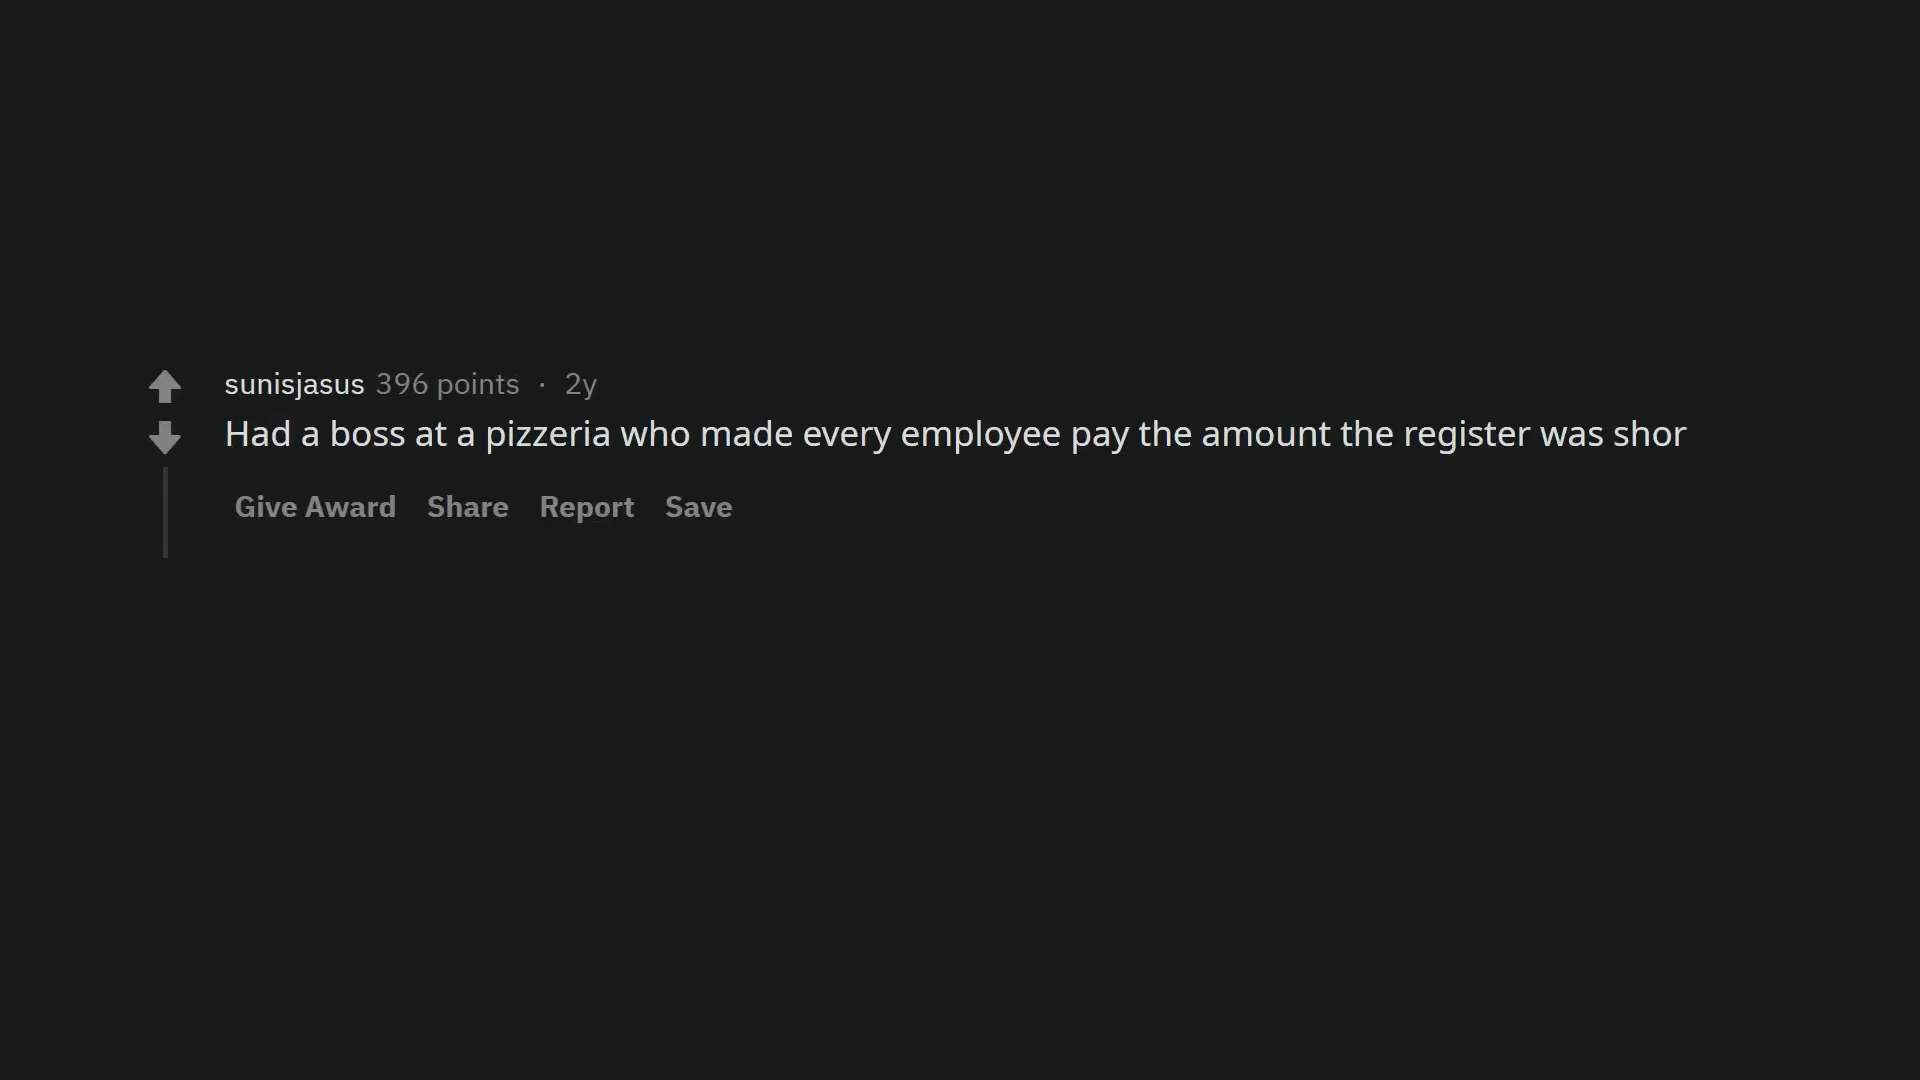 sunisjasus 396 points · 2y
Had a boss at a pizzeria who made every employee pay the amount the register was shor
Give Award Share Report Save